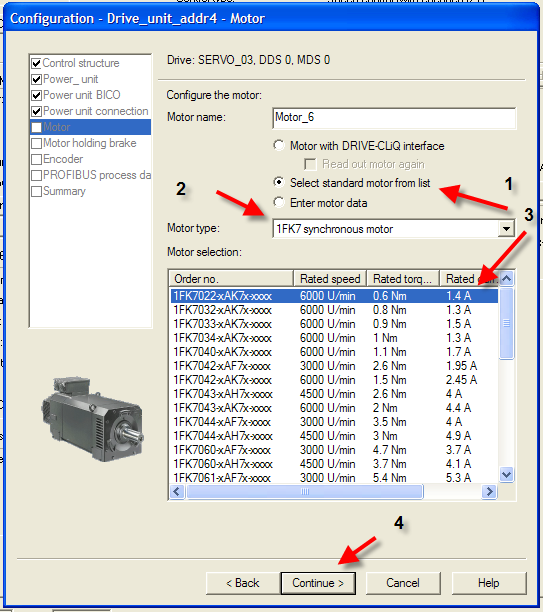 Configuration - Drive_unit_addr4 - Motor
Control structure
Power_ unit
Power unit BICO
Power unit connection
Motor
Motor holding brake
Encoder
PROFIBUS process da
Summary
Drive: SERVO_03, DDS 0, MDS 0
Configure the motor:
Motor name: Motor_6
Motor with DRIVE-CLiQ interface
Read out motor again
Select standard motor from list
1
Enter motor data
2
3
Motor type: 1FK7 synchronous motor
Motor selection:
Order no. Rated speed Rated torq... Rated
1FK7022-xAK7x-xxxx 6000 U/min 0.6 Nm 1.4 A
1FK7032-xAK7x-xxxx 6000 U/min 0.8 Nm 1.3 A
1FK7033-xAK7x-xxxx 6000 U/min 0.9 Nm 1.5 A
1FK7034-xAK7x-xxxx 6000 U/min 1 Nm 1.3 A
1FK7040-xAK7x-xxxx 6000 U/min 1.1 Nm 1.7 A
1FK7042-xAF7x-xxxx 3000 U/min 2.6 Nm 1.95 A
1FK7042-xAK7x-xxxx 6000 U/min 1.5 Nm 2.45 A
1FK7043-xAH7x-xxxx 4500 U/min 2.6 Nm 4 A
1FK7043-xAK7x-xxxx 6000 U/min 2 Nm 4.4 A
1FK7044-xAF7x-xxxx 3000 U/min 3.5 Nm 4 A
1FK7044-xAH7x-xxxx 4500 U/min 3 Nm 4.9 A
1FK7060-xAF7x-xxxx 3000 U/min 4.7 Nm 3.7 A
1FK7060-xAH7x-xxxx 4500 U/min 3.7 Nm 4.1 A
1FK7061-xAF7x-xxxx 3000 U/min 5.4 Nm 5.3 A
4
< Back Continue > Cancel Help